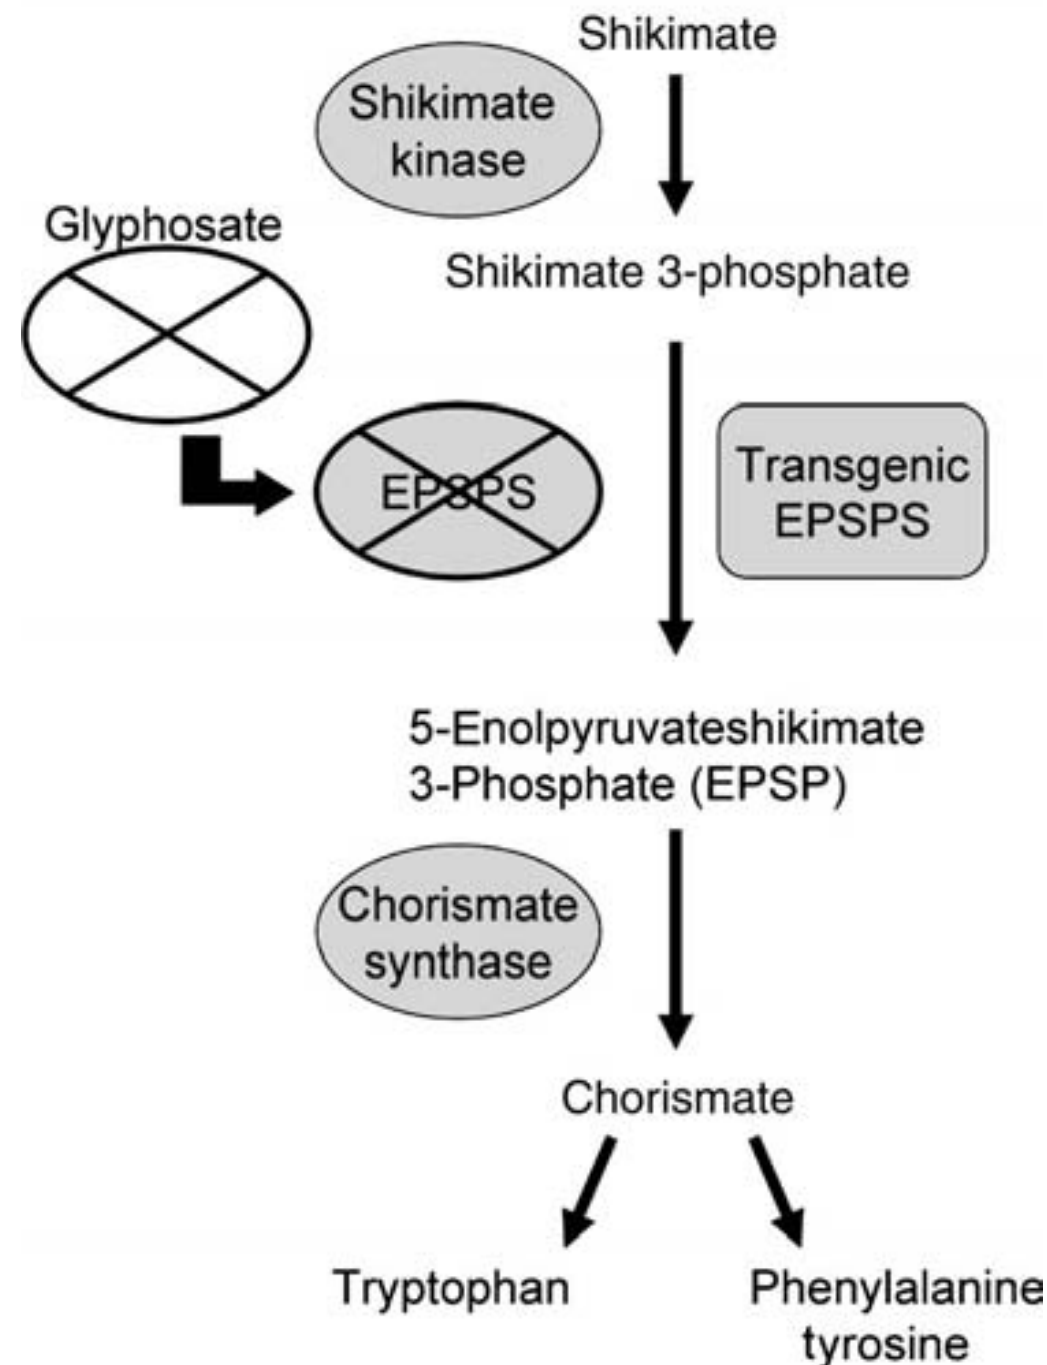 Shikimate
Shikimate
kinase
Glyphosate
Shikimate 3-phosphate
EPSPS
Transgenic
EPSPS
5-Enolpyruvateshikimate
3-Phosphate (EPSP)
Chorismate
synthase
Chorismate
Tryptophan
Phenylalanine
tyrosine